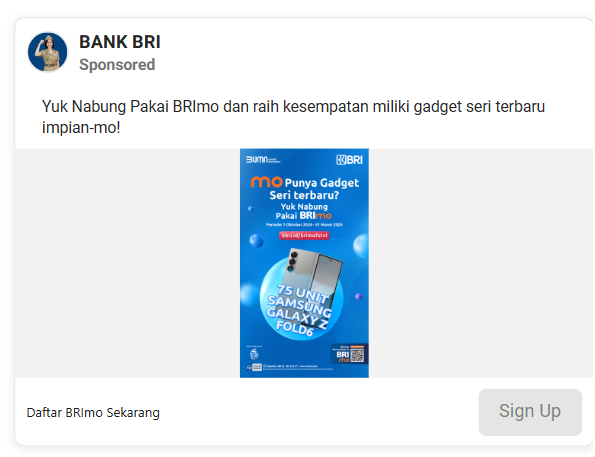 BANK BRI
Sponsored
Yuk Nabung Pakai BRImo dan raih kesempatan miliki gadget seri terbaru
impian-mo!
BUMN
BRI
mo Punya Gadget
Seri terbaru?
Yuk Nabung
Pakai BRImo
Periode 1 Oktober 2024 - 31 Maret 2025
bbri.id/brimofstvl
75 UNIT
SAMSUNG
GALAXY Z
FOLD6
BRI
mo
Daftar BRImo Sekarang
Sign Up